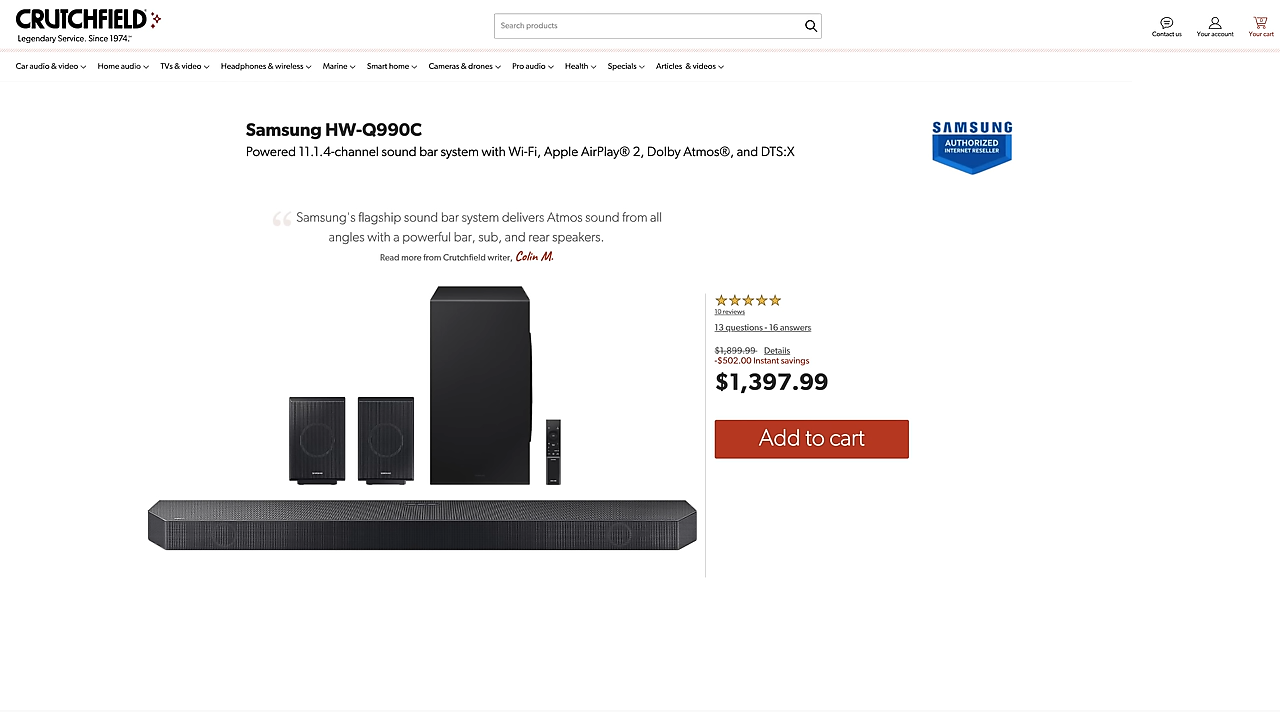 CRUTCHFIELD
Legendary Service. Since 1974.™
Search products
Contact us
Your account
0
Your cart
Car audio & video
Home audio
TVs & video
Headphones & wireless
Marine
Smart home
Cameras & drones
Pro audio
Health
Specials
Articles & videos
Samsung HW-Q990C
Powered 11.1.4-channel sound bar system with Wi-Fi, Apple AirPlay® 2, Dolby Atmos®, and DTS:X
SAMSUNG
AUTHORIZED
INTERNET RESELLER
“ Samsung's flagship sound bar system delivers Atmos sound from all
angles with a powerful bar, sub, and rear speakers.
Read more from Crutchfield writer, Colin M.
10 reviews
13 questions • 16 answers
$1,899.99 Details
-$502.00 Instant savings
$1,397.99
Add to cart